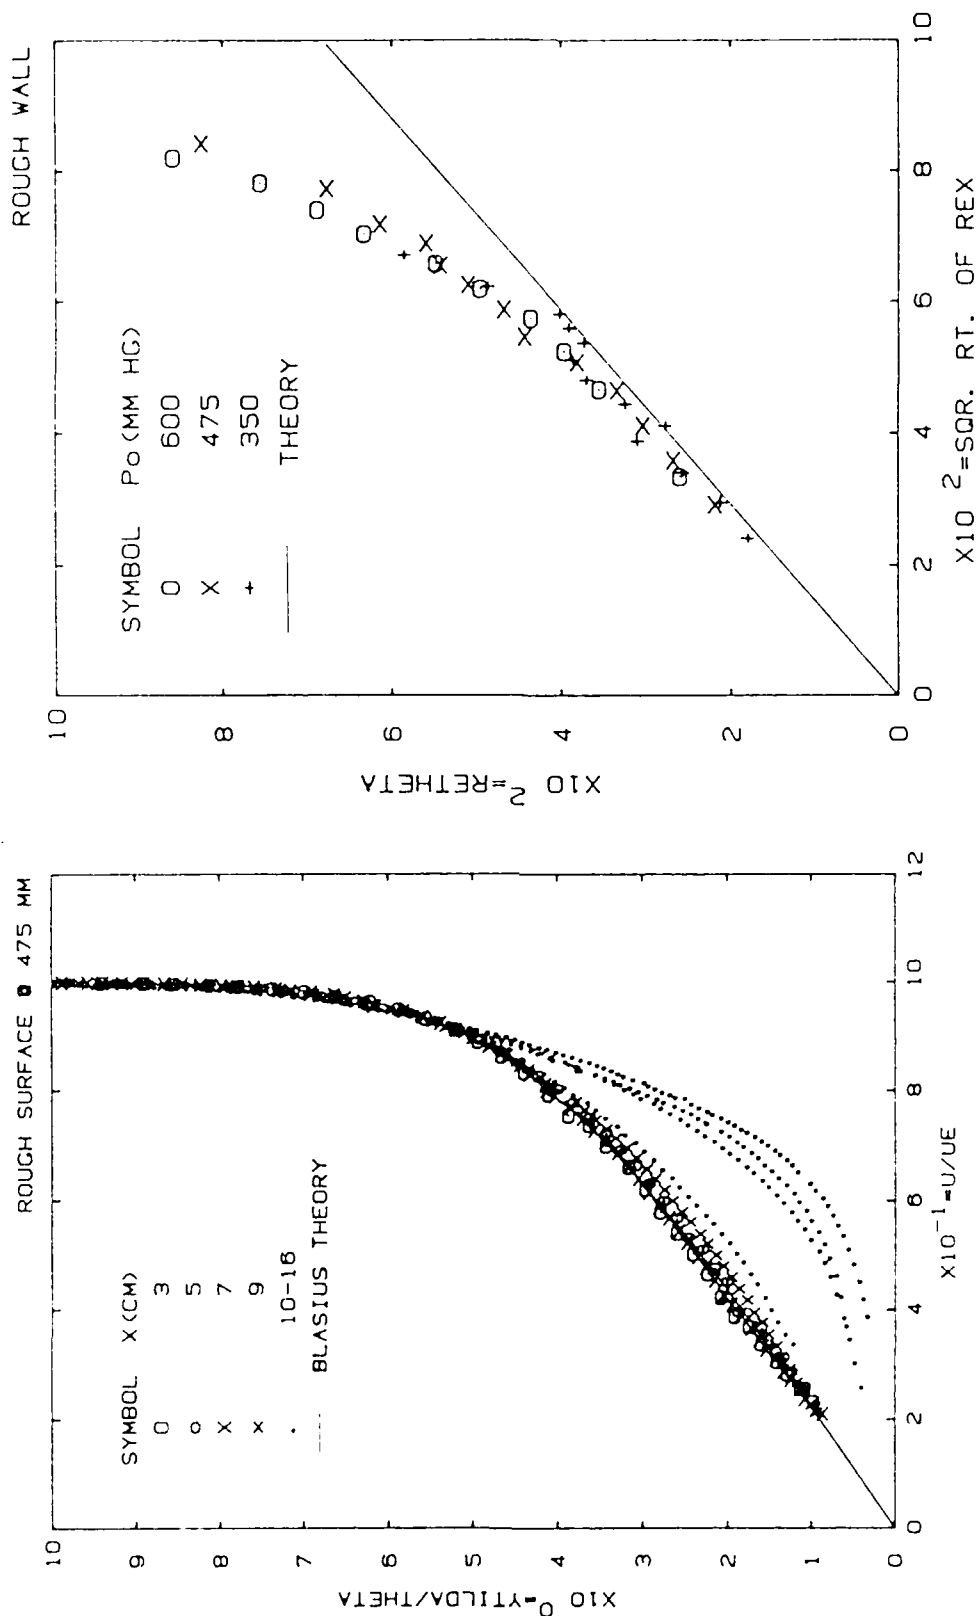 ROUGH SURFACE @ 475 MM
SYMBOL X(CM)
O 3
o 5
X 7
x 9
. 10-16
---- BLASIUS THEORY
X10 0=YTILDA/THETA
10
9
8
7
6
5
4
3
2
1
0
0 2 4 6 8 10 12
X10 -1=U/UE
ROUGH WALL
SYMBOL Po(MM HG)
O 600
X 475
+ 350
THEORY
X10 2=RETHETA
10
8
6
4
2
0
0 2 4 6 8 10
X10 2=SQR. RT. OF REX